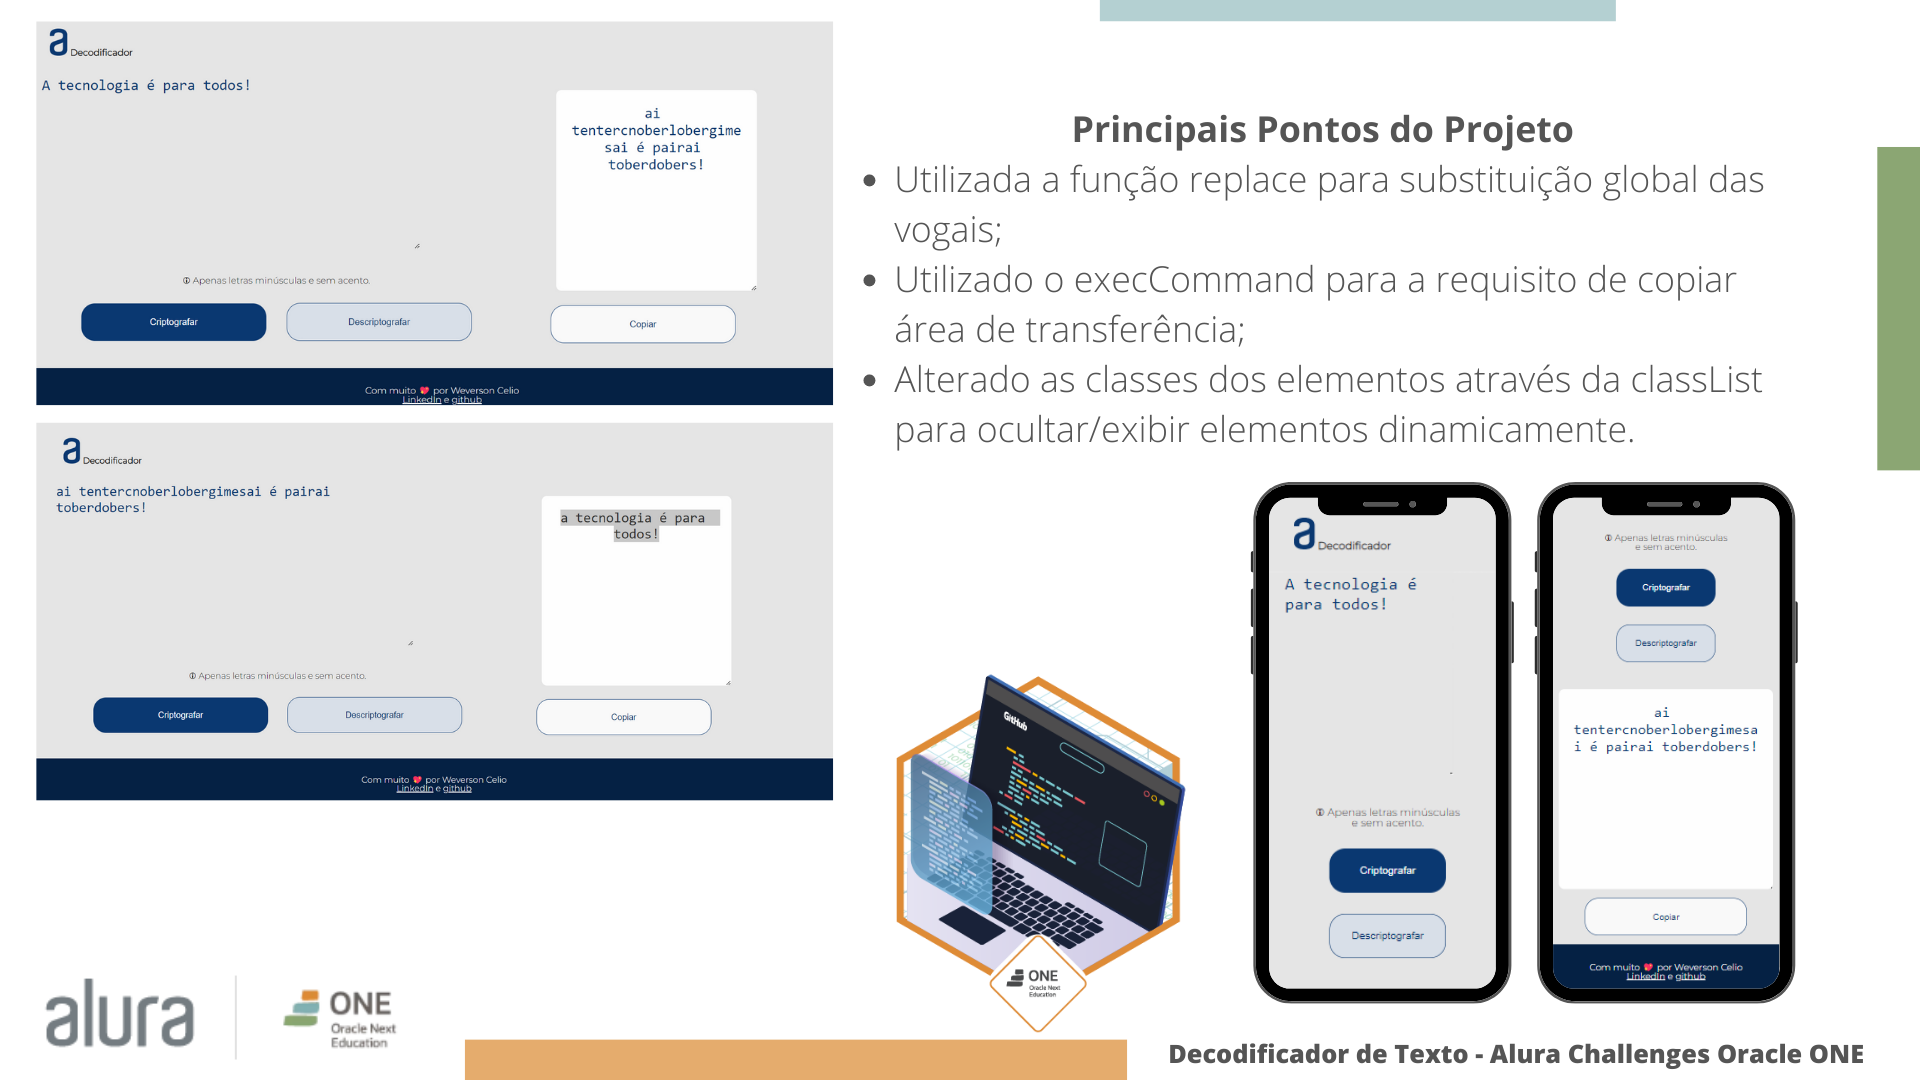 a Decodificador
A tecnologia é para todos!
ai
tentercnoberlobergime
sai é pairai
toberdobers!
Apenas letras minúsculas e sem acento.
Criptografar
Descriptografar
Copiar
Com muito 💖 por Weverson Celio
LinkedIn e github
a Decodificador
ai tentercnoberlobergimesai é pairai
toberdobers!
a tecnologia é para
todos!
Apenas letras minúsculas e sem acento.
Criptografar
Descriptografar
Copiar
Com muito 💖 por Weverson Celio
LinkedIn e github
Principais Pontos do Projeto
• Utilizada a função replace para substituição global das
vogais;
• Utilizado o execCommand para a requisito de copiar
área de transferência;
• Alterado as classes dos elementos através da classList
para ocultar/exibir elementos dinamicamente.
GitHub
ONE
Oracle Next
Education
a Decodificador
A tecnologia é
para todos!
Apenas letras minúsculas
e sem acento.
Criptografar
Descriptografar
Apenas letras minúsculas
e sem acento.
Criptografar
Descriptografar
ai
tentercnoberlobergimesa
i é pairai toberdobers!
Copiar
Com muito 💖 por Weverson Celio
LinkedIn e github
alura
ONE
Oracle Next
Education
Decodificador de Texto - Alura Challenges Oracle ONE